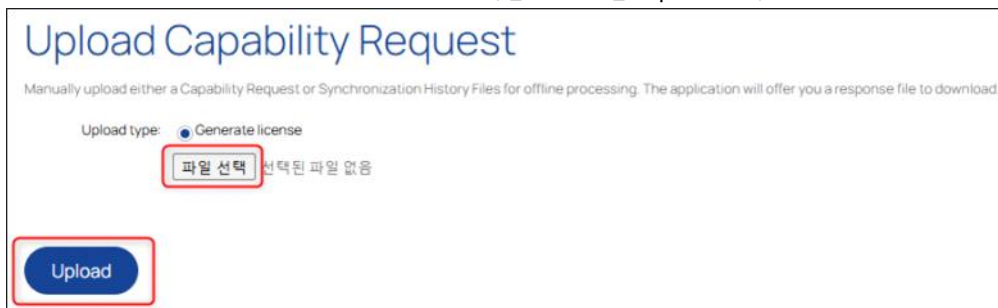 Upload Capability Request
Manually upload either a Capability Request or Synchronization History Files for offline processing. The application will offer you a response file to download.
Upload type: Generate license
파일 선택 선택된 파일 없음
Upload